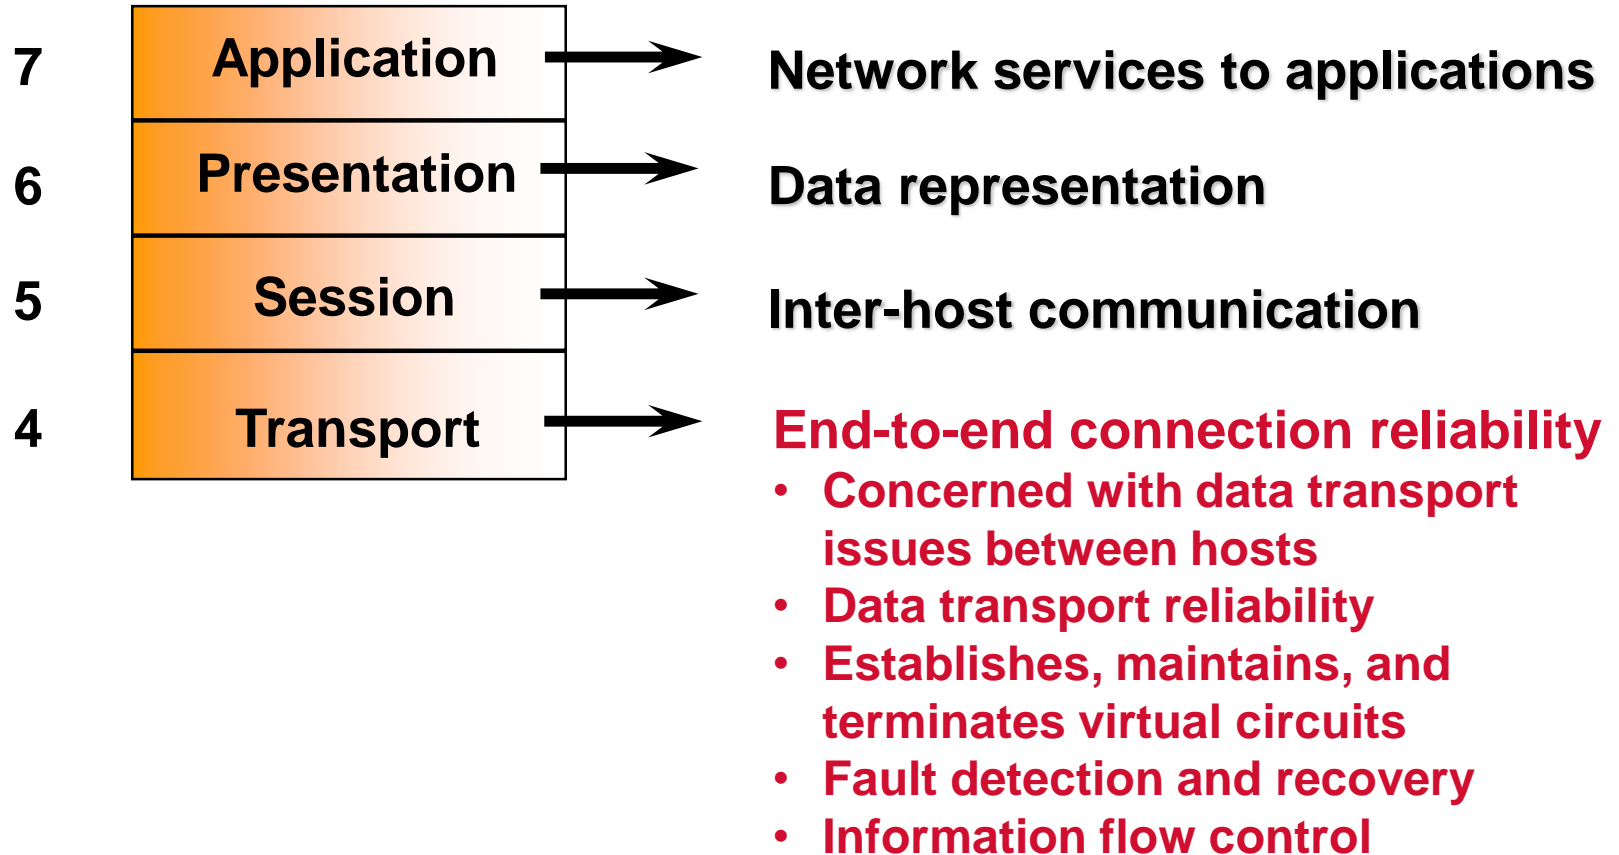 7 Application Network services to applications
6 Presentation Data representation
5 Session Inter-host communication
4 Transport End-to-end connection reliability
• Concerned with data transport
issues between hosts
• Data transport reliability
• Establishes, maintains, and
terminates virtual circuits
• Fault detection and recovery
• Information flow control